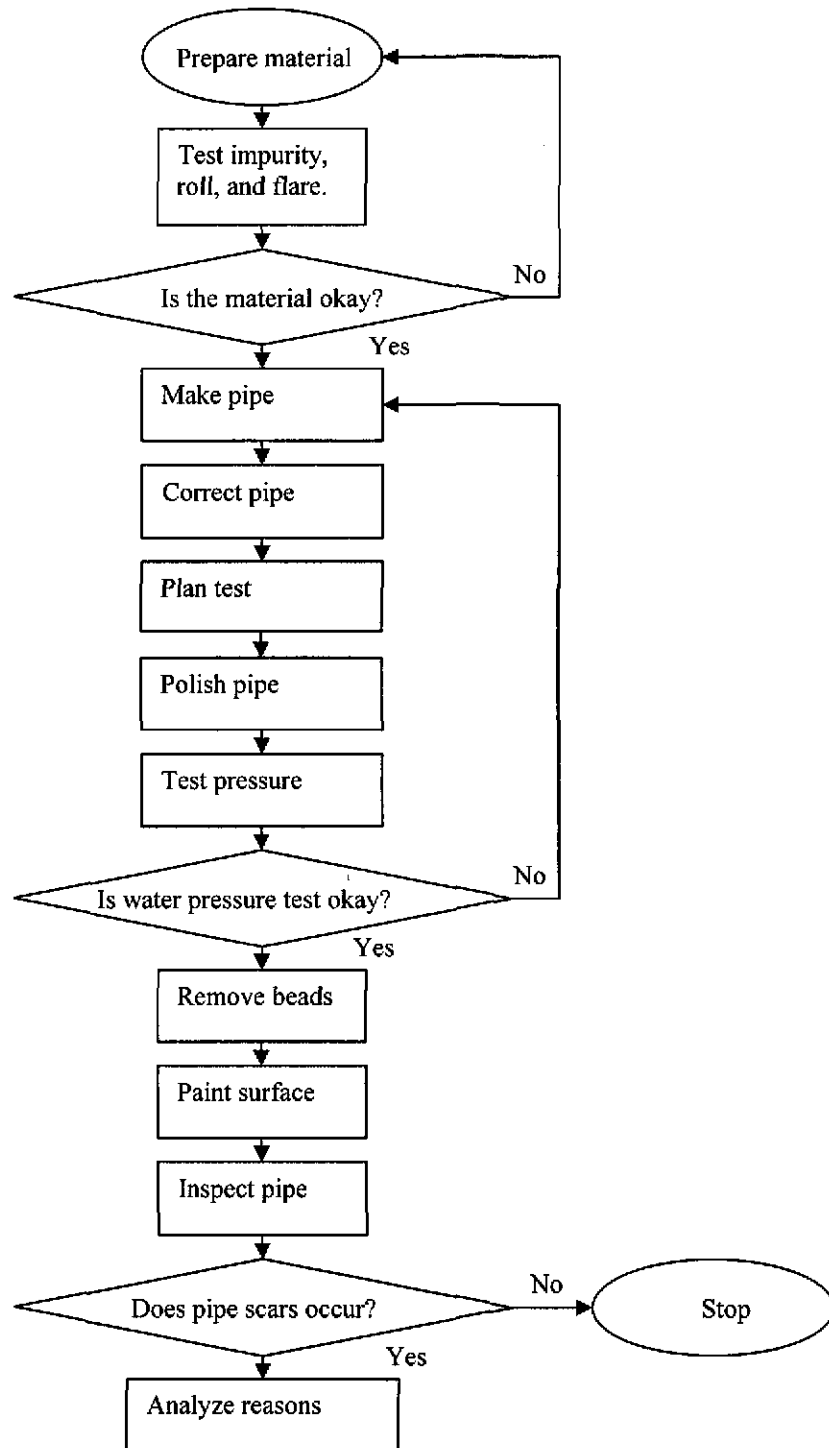 Prepare material
Test impurity,
roll, and flare.
Is the material okay?
No
Yes
Make pipe
Correct pipe
Plan test
Polish pipe
Test pressure
Is water pressure test okay?
No
Yes
Remove beads
Paint surface
Inspect pipe
Does pipe scars occur?
No
Stop
Yes
Analyze reasons